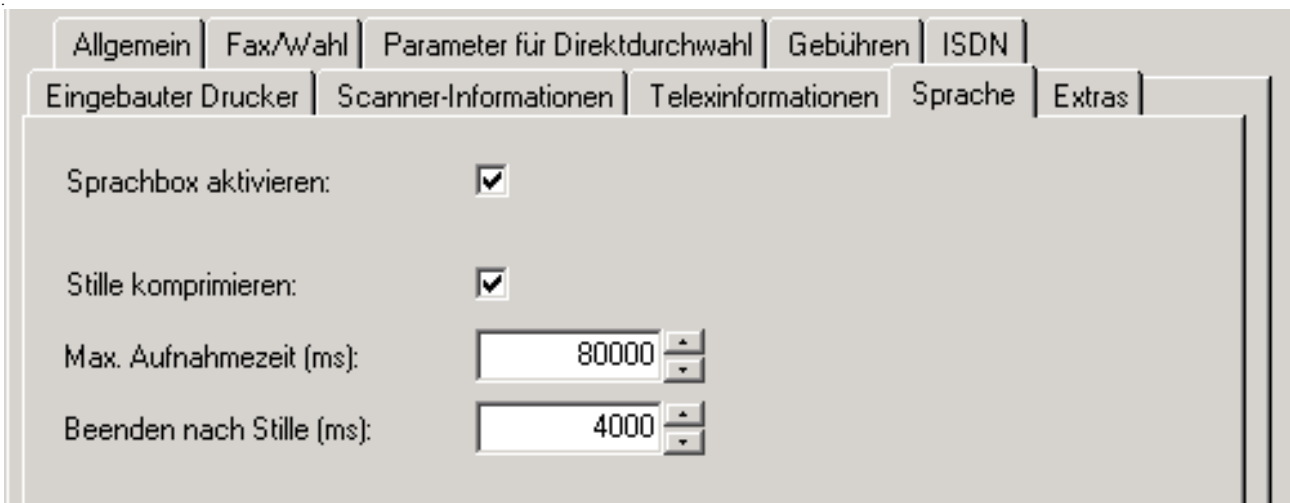 Allgemein Fax/Wahl Parameter für Direktdurchwahl Gebühren ISDN
Eingebauter Drucker Scanner-Informationen Telexinformationen Sprache Extras
Sprachbox aktivieren:
Stille komprimieren:
Max. Aufnahmezeit (ms): 80000
Beenden nach Stille (ms): 4000